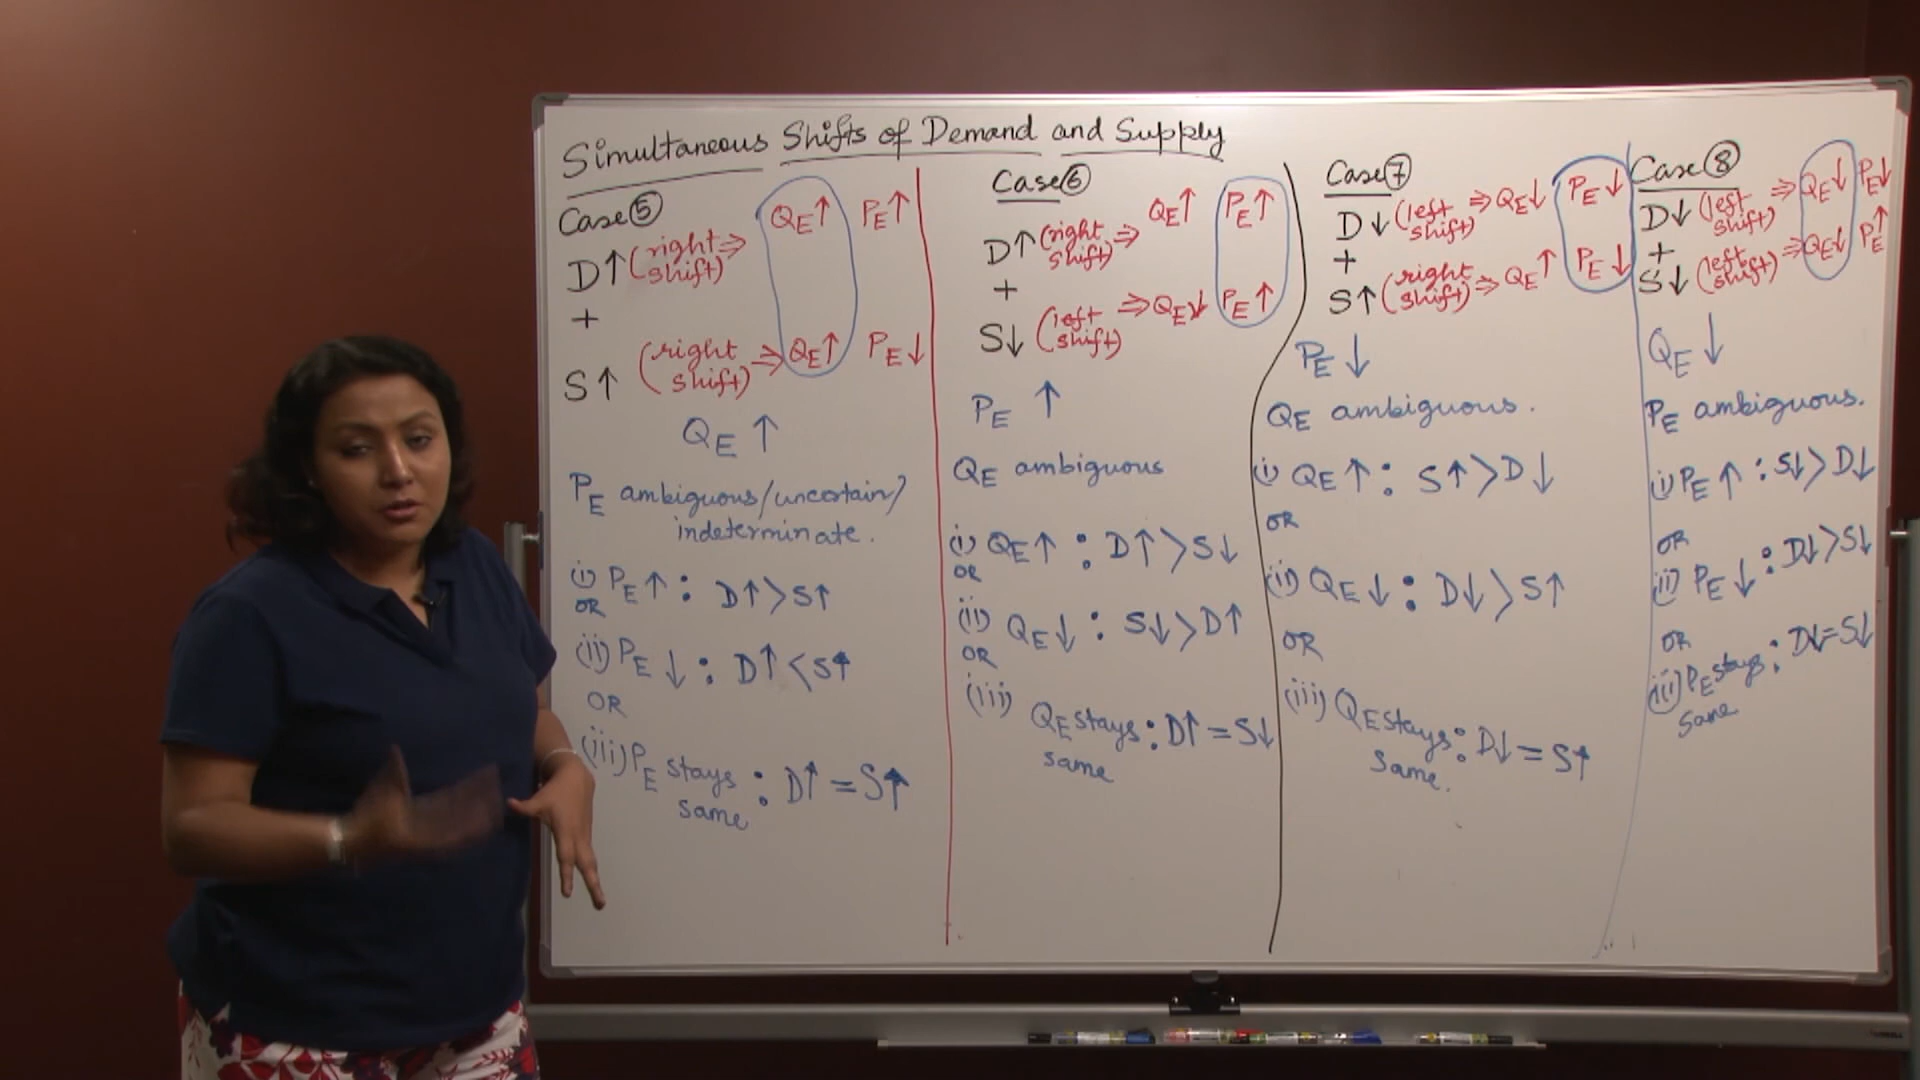 Simultaneous Shifts of Demand and Supply
Case ⑤
D↑ (right shift) ⇒ QE↑ PE↑
+
S↑ (right shift) ⇒ QE↑ PE↓
QE ↑
PE ambiguous/uncertain/
indeterminate.
(i) PE↑ : D↑ > S↑
OR
(ii) PE ↓ : D↑ < S↑
OR
(iii) PE stays same : D↑ = S↑
Case ⑥
D↑ (right shift) ⇒ QE↑ PE↑
+
S↓ (left shift) ⇒ QE↓ PE↑
PE ↑
QE ambiguous
(i) QE↑ : D↑ > S↓
OR
(ii) QE↓ : S↓ > D↑
OR
(iii) QE stays same : D↑ = S↓
Case ⑦
D↓ (left shift) ⇒ QE↓ PE↓
+
S↑ (right shift) ⇒ QE↑ PE↓
PE ↓
QE ambiguous.
(i) QE↑ : S↑ > D↓
OR
(ii) QE↓ : D↓ > S↑
OR
(iii) QE stays same. : D↓ = S↑
Case ⑧
D↓ (left shift) ⇒ QE↓ PE↓
+
S↓ (left shift) ⇒ QE↓ PE↑
QE ↓
PE ambiguous.
(i) PE↑ : S↓ > D↓
OR
(ii) PE↓ : D↓ > S↓
OR
(iii) PE stays same : D↓ = S↓